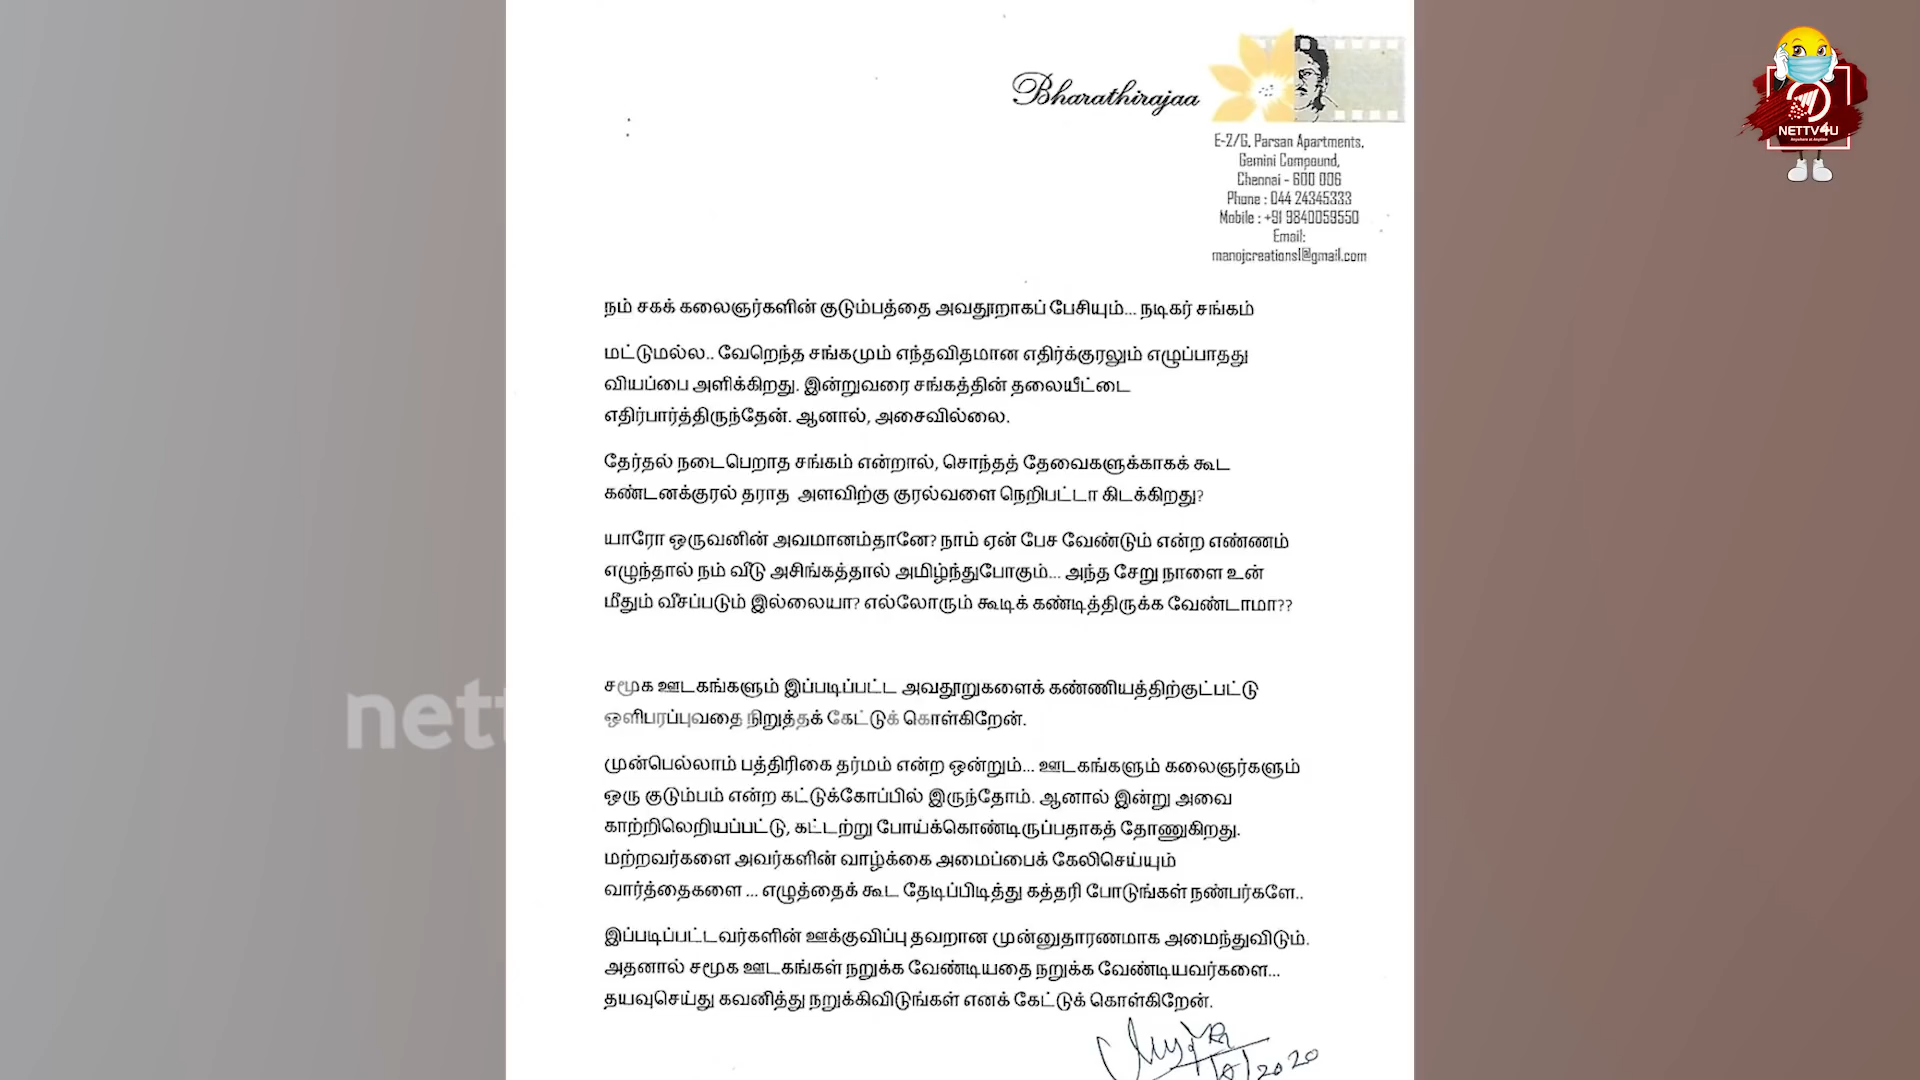 Bharathirajaa
E-2/G, Parsan Apartments,
Gemini Compound,
Chennai - 600 006
Phone : 044 24345333
Mobile : +91 9840059550
Email:
manojcreations1@gmail.com
NETTV4U
Anywhere at Anytime
நம் சகக் கலைஞர்களின் குடும்பத்தை அவதூறாகப் பேசியும்... நடிகர் சங்கம்
மட்டுமல்ல.. வேறெந்த சங்கமும் எந்தவிதமான எதிர்க்குரலும் எழுப்பாதது
வியப்பை அளிக்கிறது. இன்றுவரை சங்கத்தின் தலையீட்டை
எதிர்பார்த்திருந்தேன். ஆனால், அசைவில்லை.
தேர்தல் நடைபெறாத சங்கம் என்றால், சொந்தத் தேவைகளுக்காகக் கூட
கண்டனக்குரல் தராத அளவிற்கு குரல்வளை நெறிபட்டா கிடக்கிறது?
யாரோ ஒருவனின் அவமானம்தானே? நாம் ஏன் பேச வேண்டும் என்ற எண்ணம்
எழுந்தால் நம் வீடு அசிங்கத்தால் அமிழ்ந்துபோகும்... அந்த சேறு நாளை உன்
மீதும் வீசப்படும் இல்லையா? எல்லோரும் கூடிக் கண்டித்திருக்க வேண்டாமா??
சமூக ஊடகங்களும் இப்படிப்பட்ட அவதூறுகளைக் கண்ணியத்திற்குட்பட்டு
ஒளிபரப்புவதை நிறுத்தக் கேட்டுக் கொள்கிறேன்.
nett
முன்பெல்லாம் பத்திரிகை தர்மம் என்ற ஒன்றும்... ஊடகங்களும் கலைஞர்களும்
ஒரு குடும்பம் என்ற கட்டுக்கோப்பில் இருந்தோம். ஆனால் இன்று அவை
காற்றிலெறியப்பட்டு, கட்டற்று போய்க்கொண்டிருப்பதாகத் தோணுகிறது.
மற்றவர்களை அவர்களின் வாழ்க்கை அமைப்பைக் கேலிசெய்யும்
வார்த்தைகளை ... எழுத்தைக் கூட தேடிப்பிடித்து கத்தரி போடுங்கள் நண்பர்களே..
இப்படிப்பட்டவர்களின் ஊக்குவிப்பு தவறான முன்னுதாரணமாக அமைந்துவிடும்.
அதனால் சமூக ஊடகங்கள் நறுக்க வேண்டியதை நறுக்க வேண்டியவர்களை...
தயவுசெய்து கவனித்து நறுக்கிவிடுங்கள் எனக் கேட்டுக் கொள்கிறேன்.
2020